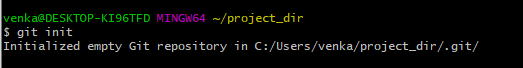 venka@DESKTOP-KI96TFD MINGW64 ~/project_dir
$ git init
Initialized empty Git repository in C:/Users/venka/project_dir/.git/